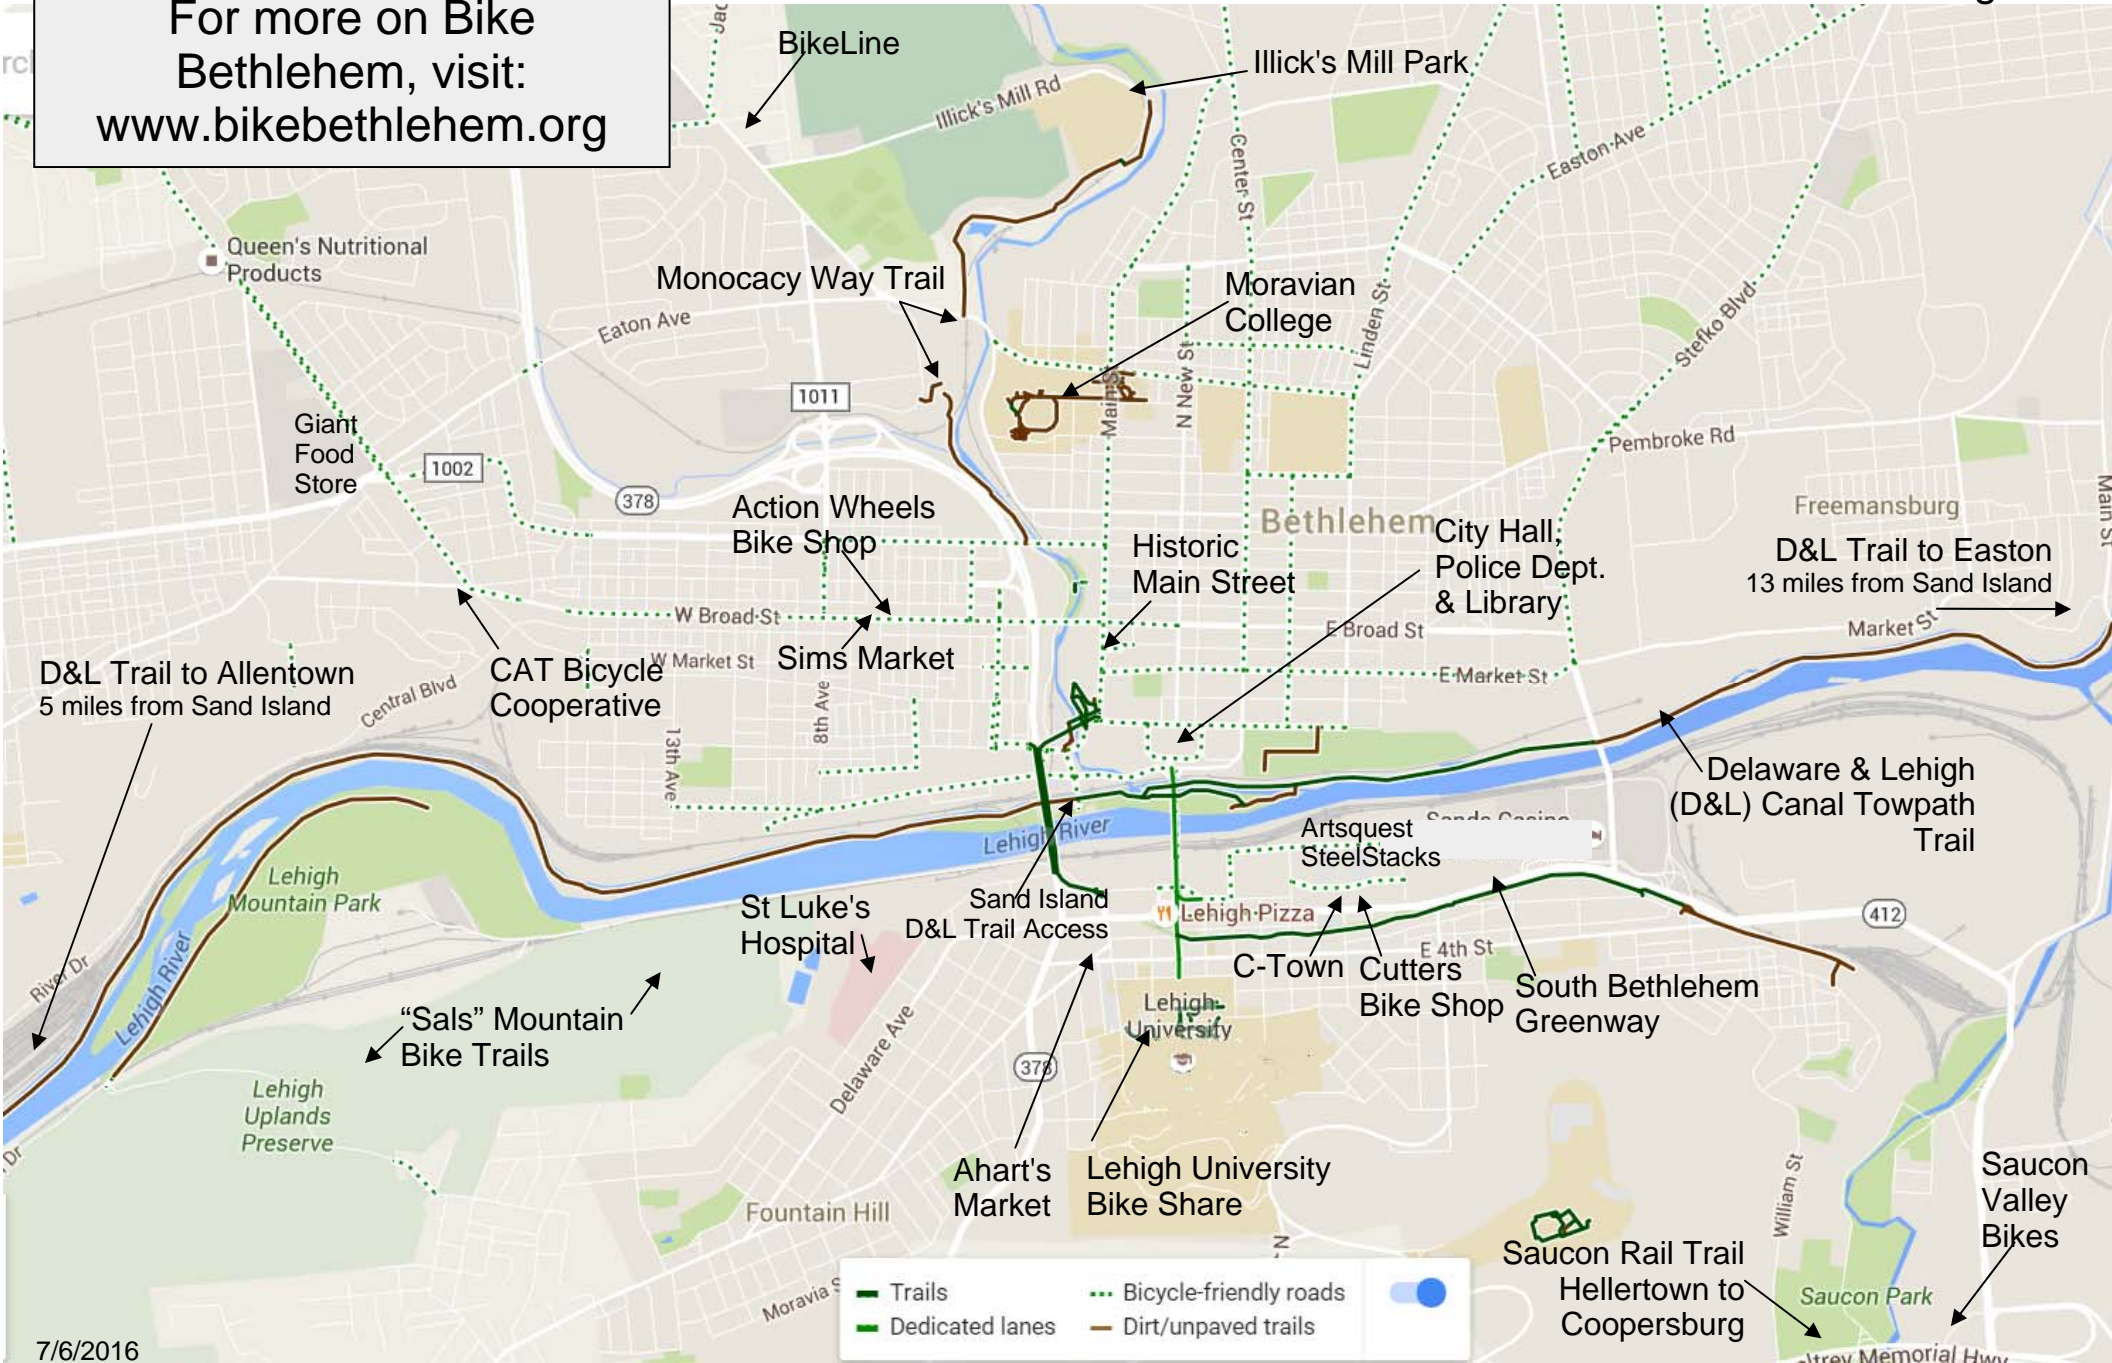 For more on Bike
Bethlehem, visit:
www.bikebethlehem.org
BikeLine
Illick's Mill Park
Illick's Mill Rd
Center St
Easton Ave
Queen's Nutritional
Products
Monocacy Way Trail
Moravian
College
Eaton Ave
Linden St
Stefko Blvd
1011
Main St
N New St
Giant
Food
Store
1002
Pembroke Rd
378
Action Wheels
Bike Shop
Bethlehem
Freemansburg
Main St
Historic
Main Street
City Hall,
Police Dept.
& Library
D&L Trail to Easton
13 miles from Sand Island
W Broad St
E Broad St
Market St
Sims Market
W Market St
E Market St
CAT Bicycle
Cooperative
D&L Trail to Allentown
5 miles from Sand Island
Central Blvd
13th Ave
8th Ave
Delaware & Lehigh
(D&L) Canal Towpath
Trail
Lehigh River
Artsquest
SteelStacks
Sands Casino
Lehigh
Mountain Park
St Luke's
Hospital
Sand Island
D&L Trail Access
Lehigh Pizza
412
E 4th St
C-Town
Cutters
Bike Shop
South Bethlehem
Greenway
River Dr
Lehigh River
"Sals" Mountain
Bike Trails
Lehigh
University
Delaware Ave
378
Lehigh
Uplands
Preserve
Dr
Ahart's
Market
Lehigh University
Bike Share
Fountain Hill
William St
Saucon
Valley
Bikes
Saucon Rail Trail
Hellertown to
Coopersburg
Saucon Park
Moravia S
N
Trails
Bicycle-friendly roads
Dedicated lanes
Dirt/unpaved trails
Memorial Hwy
7/6/2016